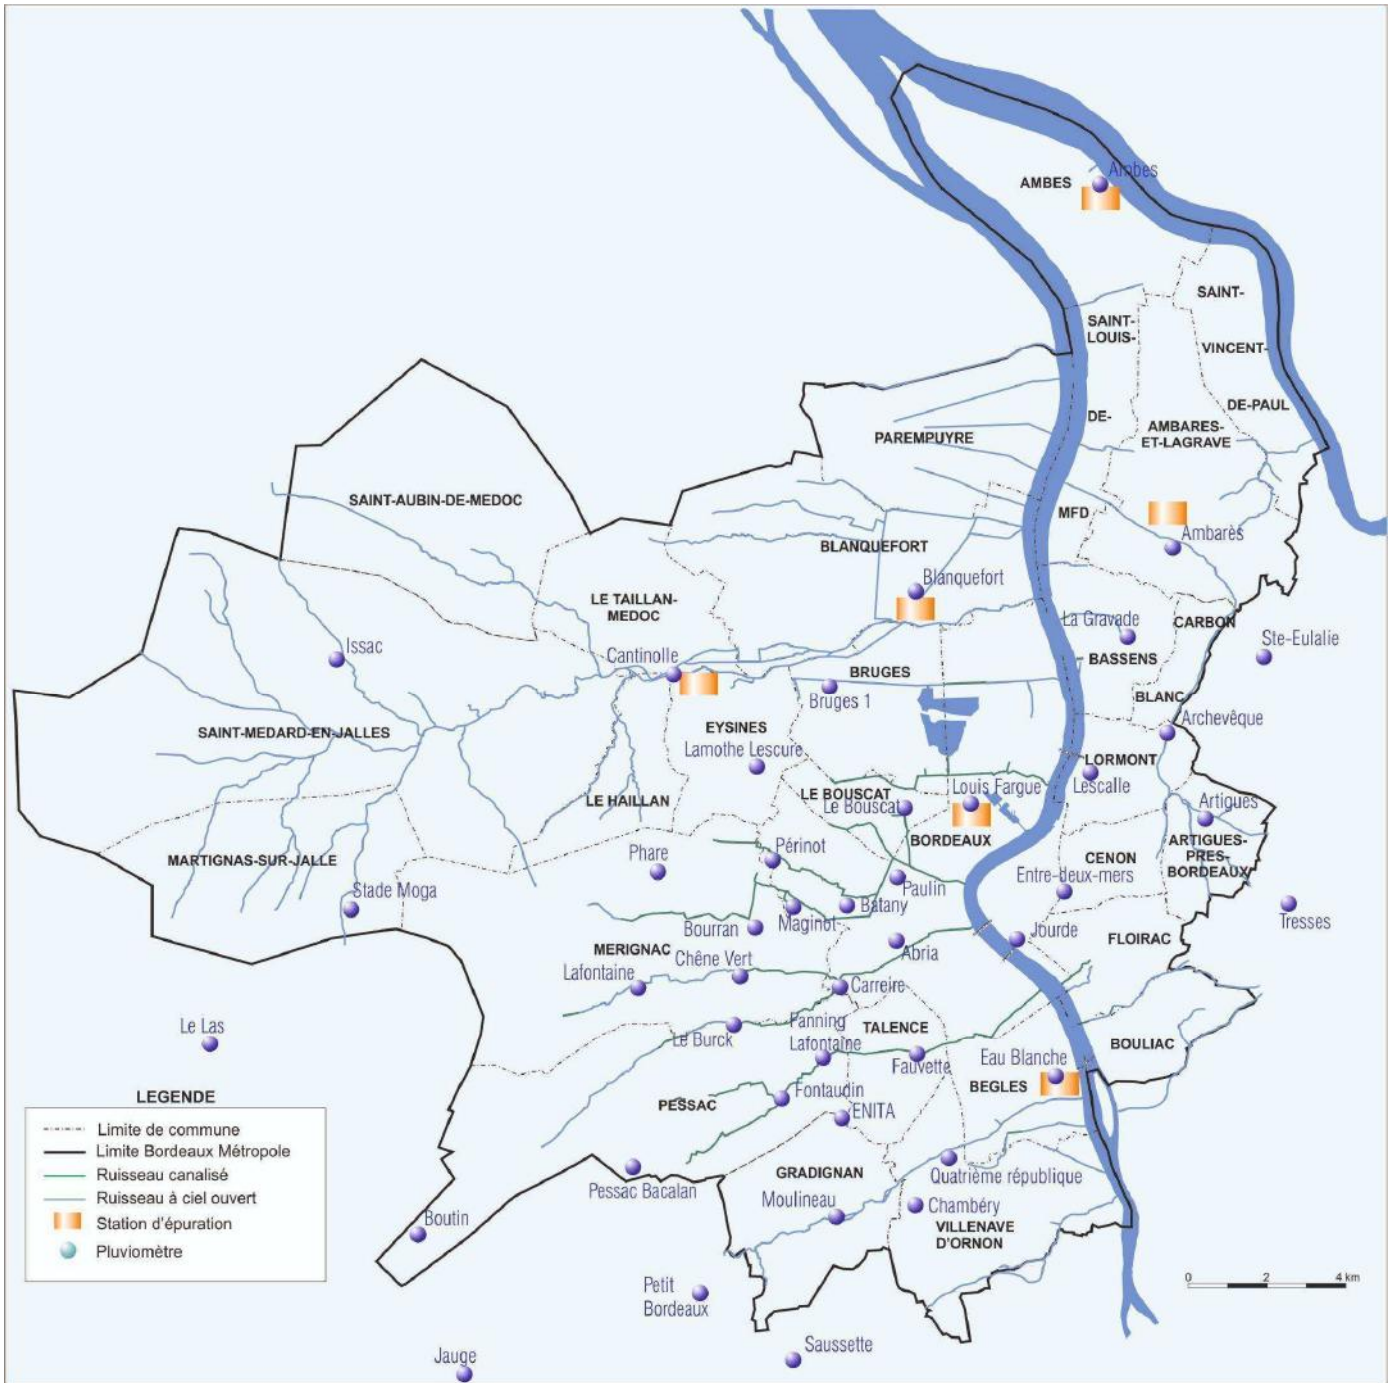 Ambes
AMBES
SAINT-
SAINT-
LOUIS-
VINCENT-
DE-PAUL
DE-
AMBARES-
ET-LAGRAVE
PAREMPUYRE
SAINT-AUBIN-DE-MEDOC
MFD
Ambarès
BLANQUEFORT
Blanquefort
LE TAILLAN-
MEDOC
La Gravade
CARBON
Ste-Eulalie
Issac
Cantinolle
BASSENS
BRUGES
Bruges 1
BLANC
Archevêque
SAINT-MEDARD-EN-JALLES
EYSINES
Lamothe Lescure
LORMONT
Lescalle
LE HAILLAN
LE BOUSCAT
Le Bouscat
Louis Fargue
Artigues
BORDEAUX
ARTIGUES-
PRES-
BORDEAUX
MARTIGNAS-SUR-JALLE
Phare
Périnot
CENON
Entre-deux-mers
Stade Moga
Paulin
Batany
Maginot
Bourran
Tresses
Jourde
FLOIRAC
MERIGNAC
Abria
Chêne Vert
Lafontaine
Carreire
Le Las
Fanning
Lafontaine
TALENCE
Le Burck
BOULIAC
Fauvette
Eau Blanche
BEGLES
PESSAC
Fontaudin
ENITA
LEGENDE
Limite de commune
Limite Bordeaux Métropole
Ruisseau canalisé
Ruisseau à ciel ouvert
Station d'épuration
Pluviomètre
GRADIGNAN
Quatrième république
Pessac Bacalan
Moulineau
Chambéry
Boutin
VILLENAVE
D'ORNON
0 2 4 km
Petit
Bordeaux
Saussette
Jauge